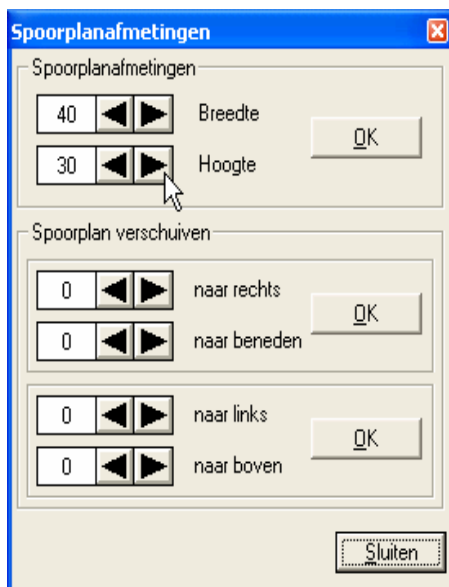 Spoorplanafmetingen
Spoorplanafmetingen
40 Breedte
OK
30 Hoogte
Spoorplan verschuiven
0 naar rechts
OK
0 naar beneden
0 naar links
OK
0 naar boven
Sluiten